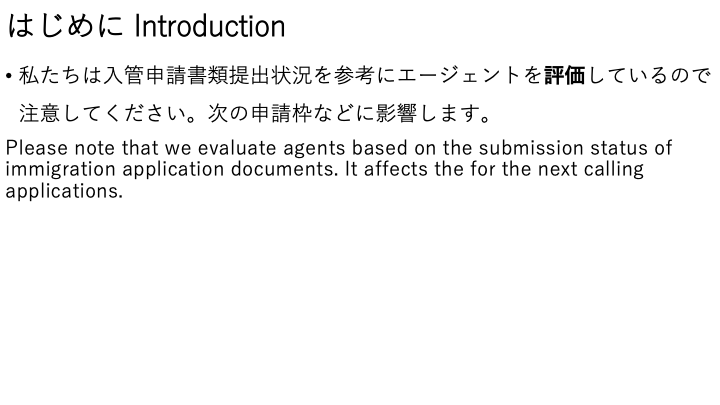 はじめに Introduction
• 私たちは入管申請書類提出状況を参考にエージェントを評価しているので
注意してください。次の申請枠などに影響します。
Please note that we evaluate agents based on the submission status of
immigration application documents. It affects the for the next calling
applications.